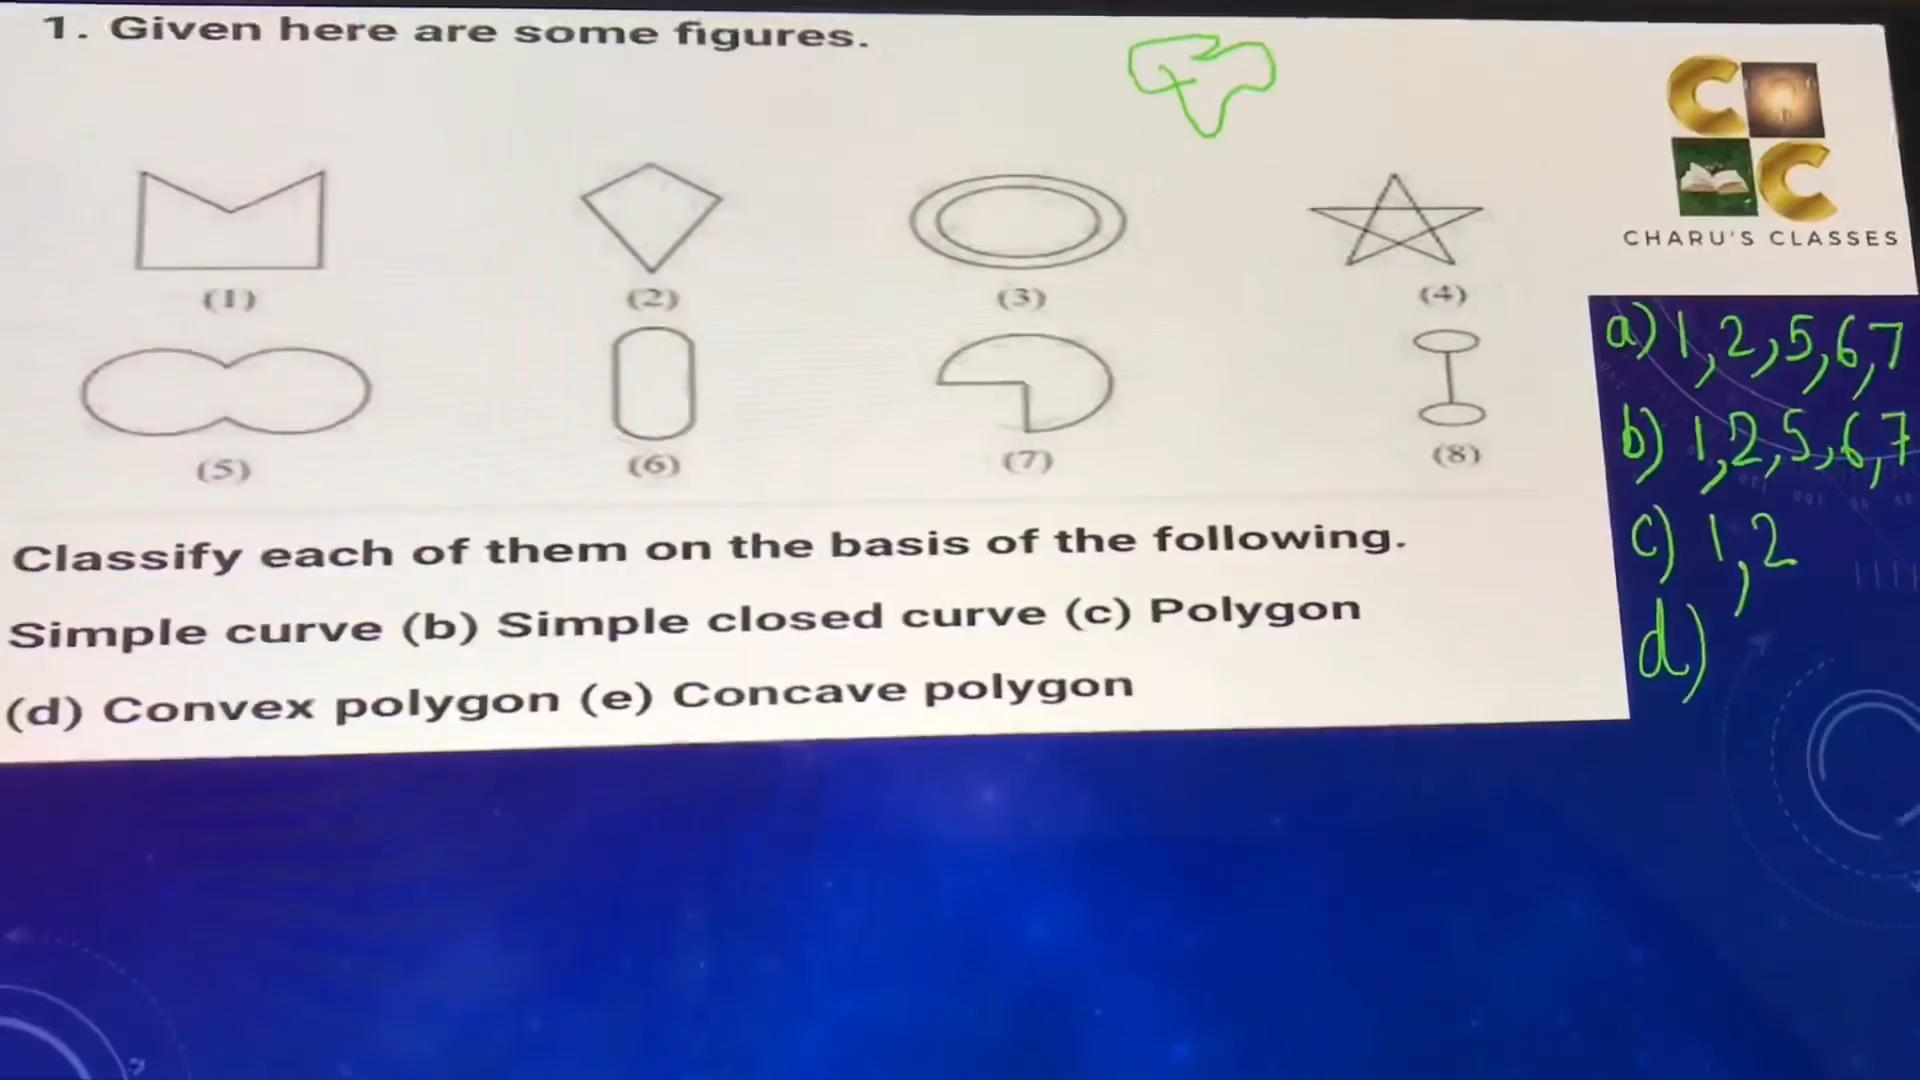 1. Given here are some figures.
C
C
CHARU'S CLASSES
(1) (2) (3) (4)
(5) (6) (7) (8)
Classify each of them on the basis of the following.
Simple curve (b) Simple closed curve (c) Polygon
(d) Convex polygon (e) Concave polygon
a) 1,2,5,6,7
b) 1,2,5,6,7
c) 1,2
d)